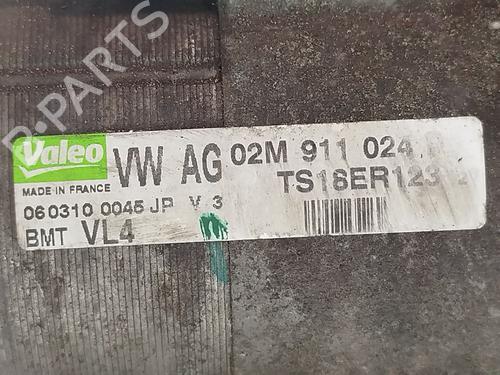 B-PARTS
Valeo VW AG 02M 911 024
MADE IN FRANCE TS18ER123
060310 0045 JP V 3
BMT VL4